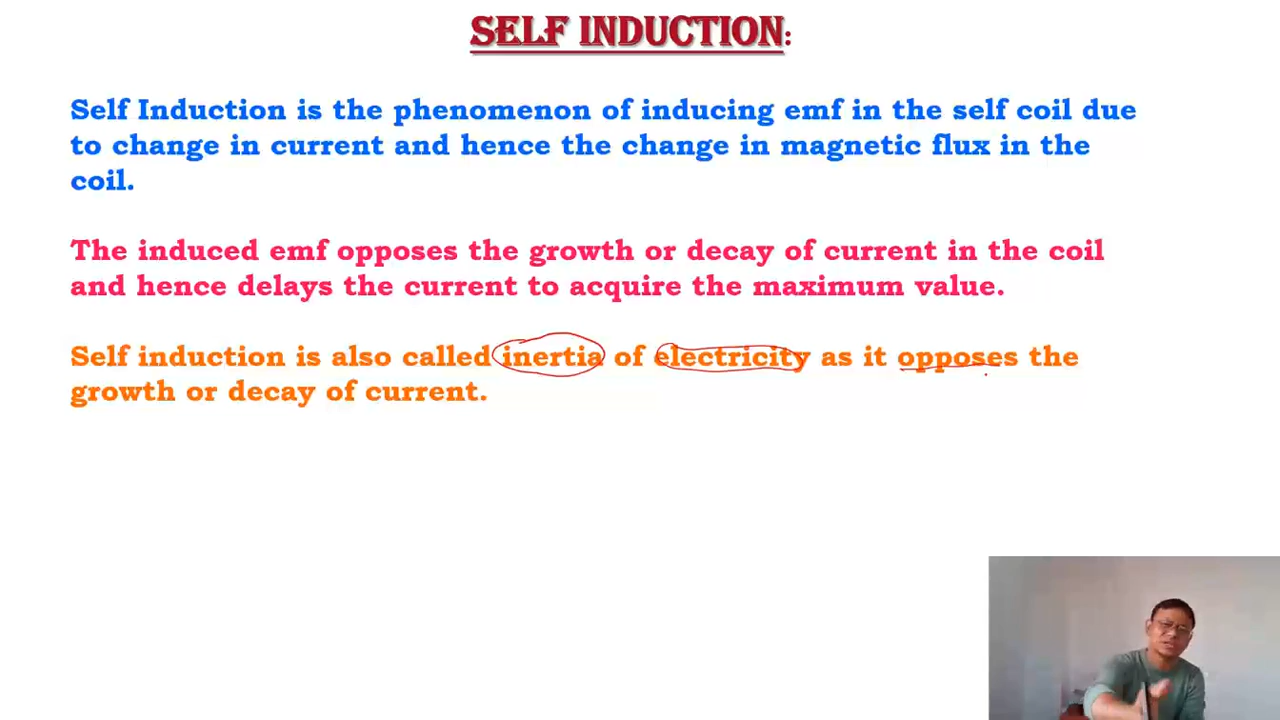 SELF INDUCTION:
Self Induction is the phenomenon of inducing emf in the self coil due
to change in current and hence the change in magnetic flux in the
coil.
The induced emf opposes the growth or decay of current in the coil
and hence delays the current to acquire the maximum value.
Self induction is also called inertia of electricity as it opposes the
growth or decay of current.